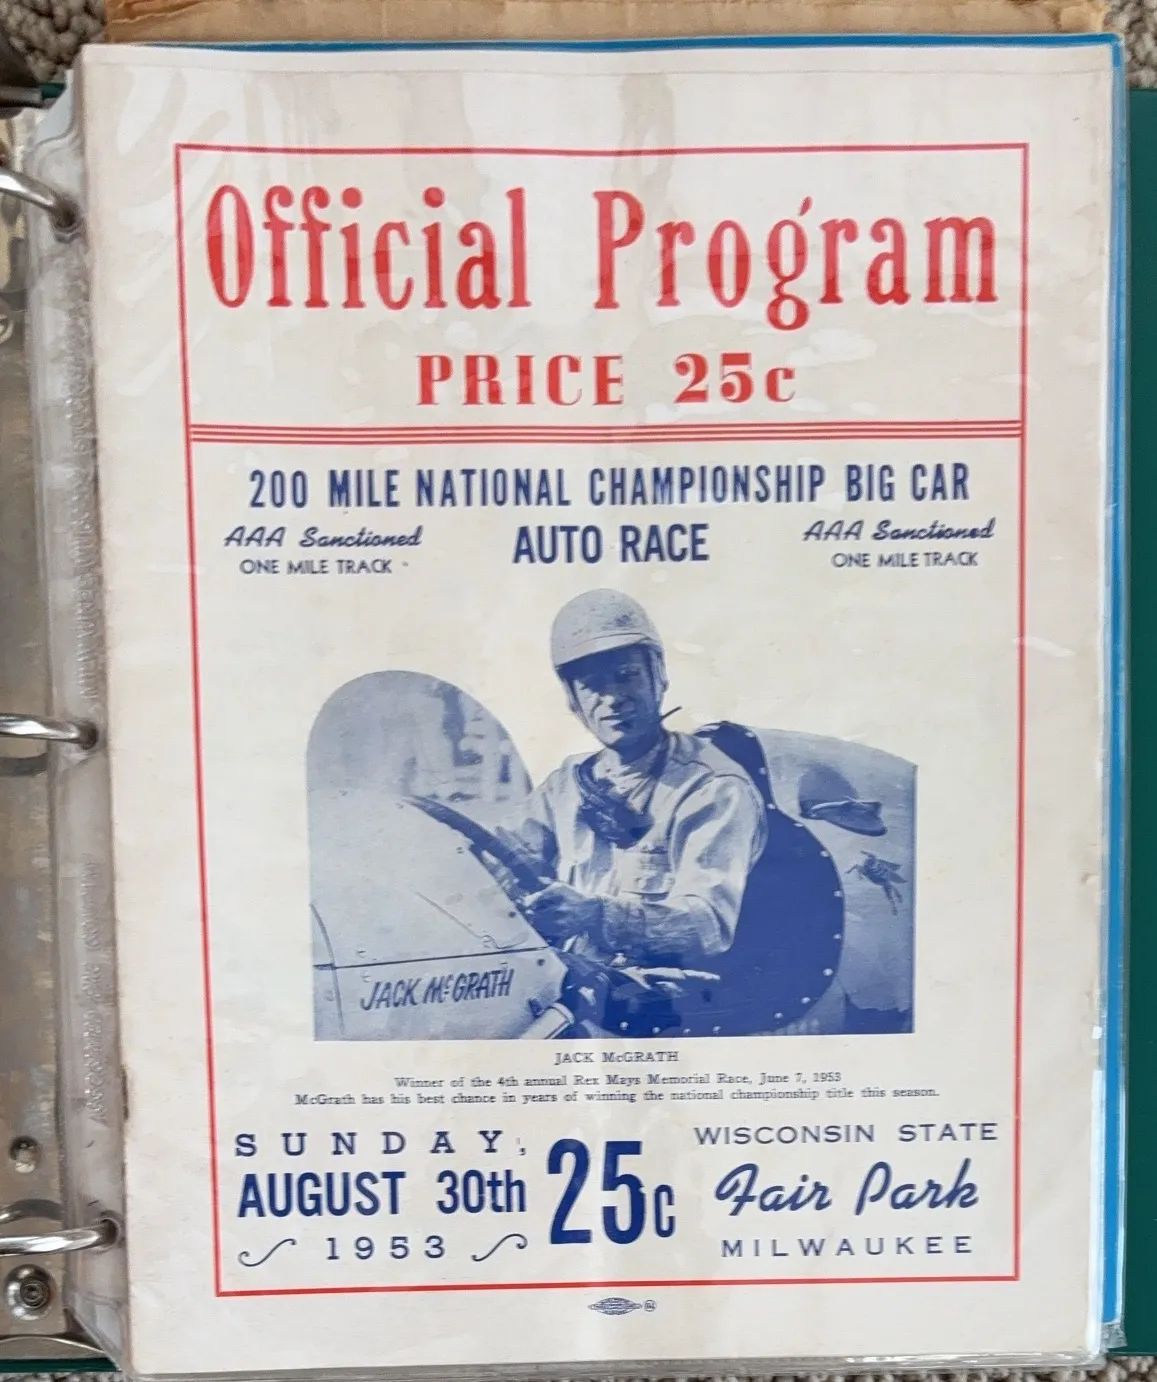 Official Program
PRICE 25c
200 MILE NATIONAL CHAMPIONSHIP BIG CAR
AUTO RACE
AAA Sanctioned
ONE MILE TRACK
AAA Sanctioned
ONE MILE TRACK
JACK McGRATH
JACK McGRATH
Winner of the 4th annual Rex Mays Memorial Race, June 7, 1953
McGrath has his best chance in years of winning the national championship title this season.
SUNDAY,
AUGUST 30th
1953
25c
WISCONSIN STATE
Fair Park
MILWAUKEE